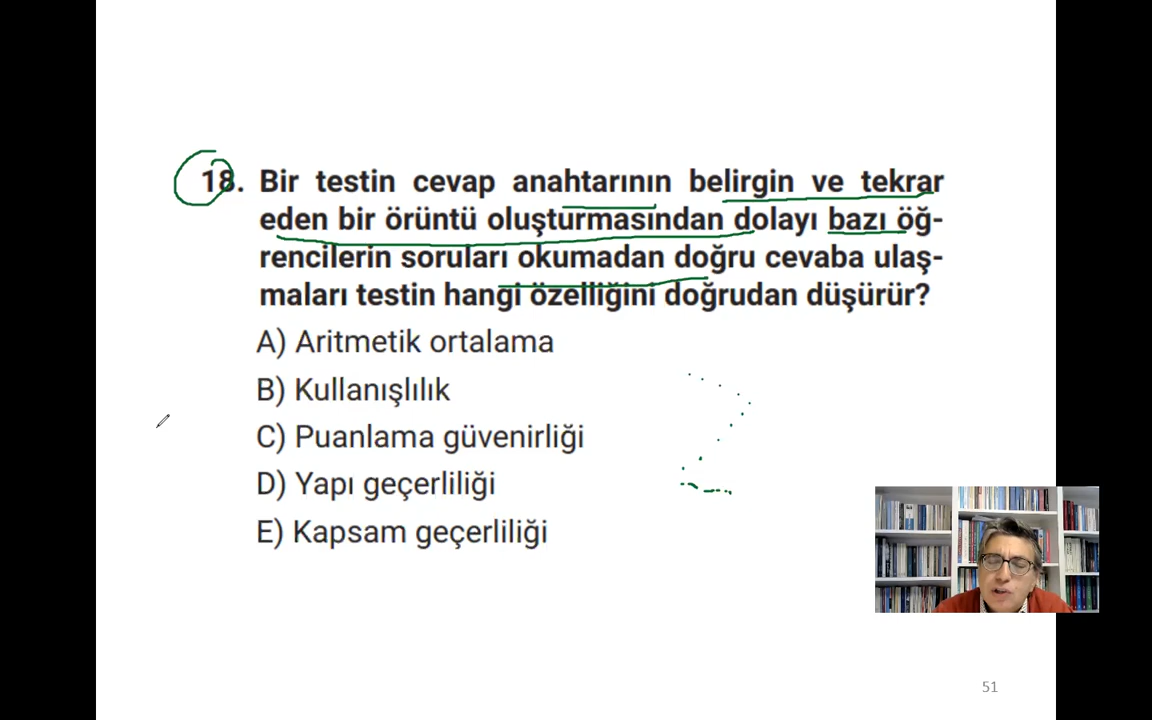 18. Bir testin cevap anahtarının belirgin ve tekrar
eden bir örüntü oluşturmasından dolayı bazı öğ-
rencilerin soruları okumadan doğru cevaba ulaş-
maları testin hangi özelliğini doğrudan düşürür?
A) Aritmetik ortalama
B) Kullanışlılık
C) Puanlama güvenirliği
D) Yapı geçerliliği
E) Kapsam geçerliliği
51